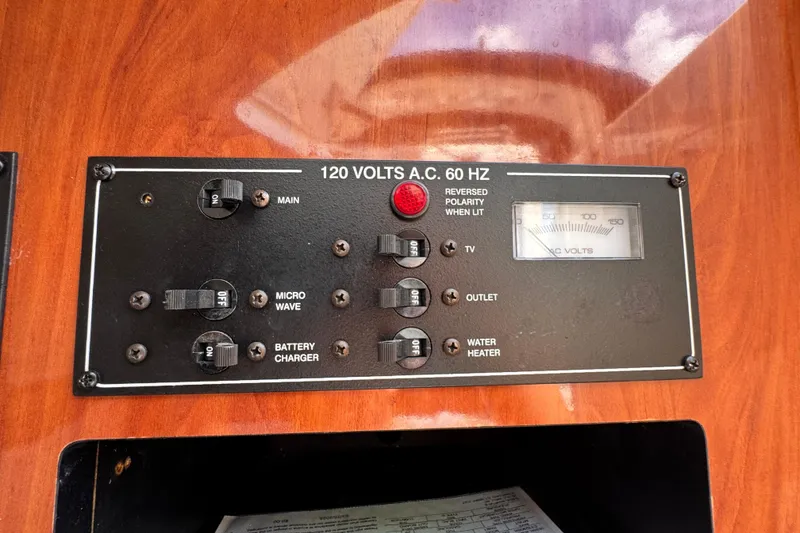 120 VOLTS A.C. 60 HZ
ON
MAIN
REVERSED
POLARITY
WHEN LIT
0 50 100 150
A.C. VOLTS
OFF
TV
OFF
MICRO
WAVE
OFF
OUTLET
ON
BATTERY
CHARGER
OFF
WATER
HEATER